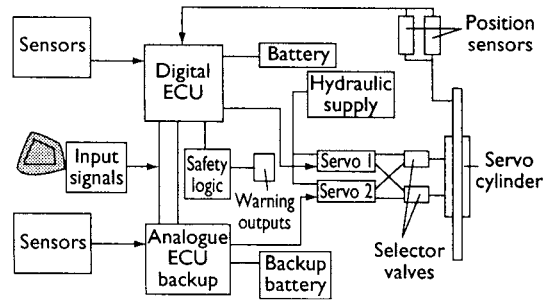 Sensors
Digital
ECU
Battery
Position
sensors
Hydraulic
supply
Input
signals
Safety
logic
Warning
outputs
Servo 1
Servo 2
Servo
cylinder
Selector
valves
Sensors
Analogue
ECU
backup
Backup
battery